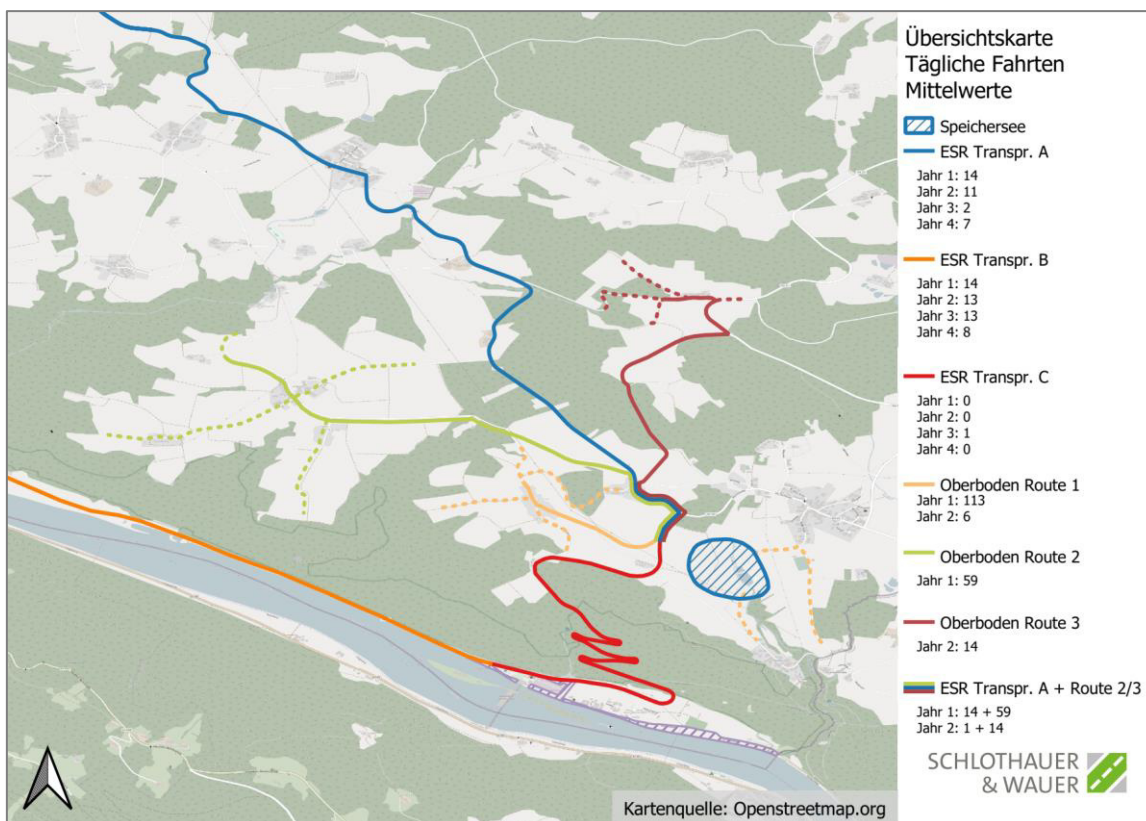 Übersichtskarte
Tägliche Fahrten
Mittelwerte
Speichersee
ESR Transpr. A
Jahr 1: 14
Jahr 2: 11
Jahr 3: 2
Jahr 4: 7
ESR Transpr. B
Jahr 1: 14
Jahr 2: 13
Jahr 3: 13
Jahr 4: 8
ESR Transpr. C
Jahr 1: 0
Jahr 2: 0
Jahr 3: 1
Jahr 4: 0
Oberboden Route 1
Jahr 1: 113
Jahr 2: 6
Oberboden Route 2
Jahr 1: 59
Oberboden Route 3
Jahr 2: 14
ESR Transpr. A + Route 2/3
Jahr 1: 14 + 59
Jahr 2: 1 + 14
SCHLOTHAUER
& WAUER
Kartenquelle: Openstreetmap.org